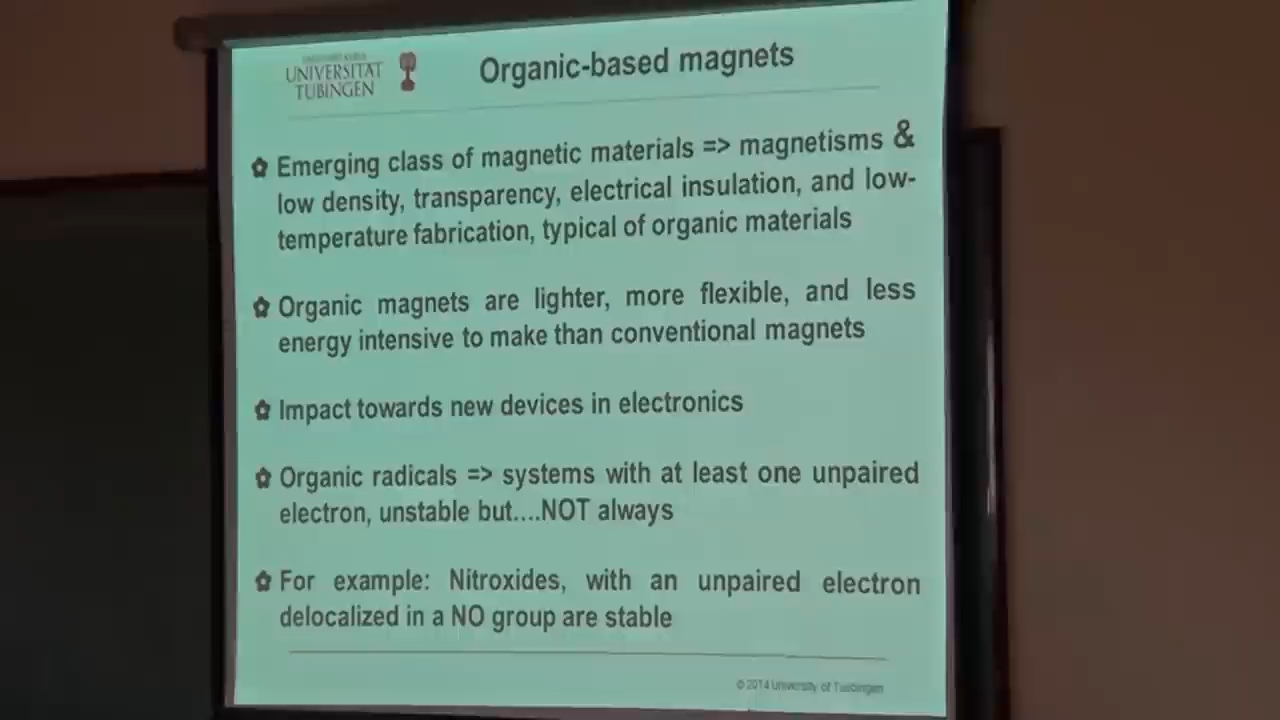 UNIVERSITAT
TUBINGEN
Organic-based magnets
Emerging class of magnetic materials => magnetisms &
low density, transparency, electrical insulation, and low-
temperature fabrication, typical of organic materials
Organic magnets are lighter, more flexible, and less
energy intensive to make than conventional magnets
Impact towards new devices in electronics
Organic radicals => systems with at least one unpaired
electron, unstable but....NOT always
For example: Nitroxides, with an unpaired electron
delocalized in a NO group are stable
© 2014 University of Tuebingen